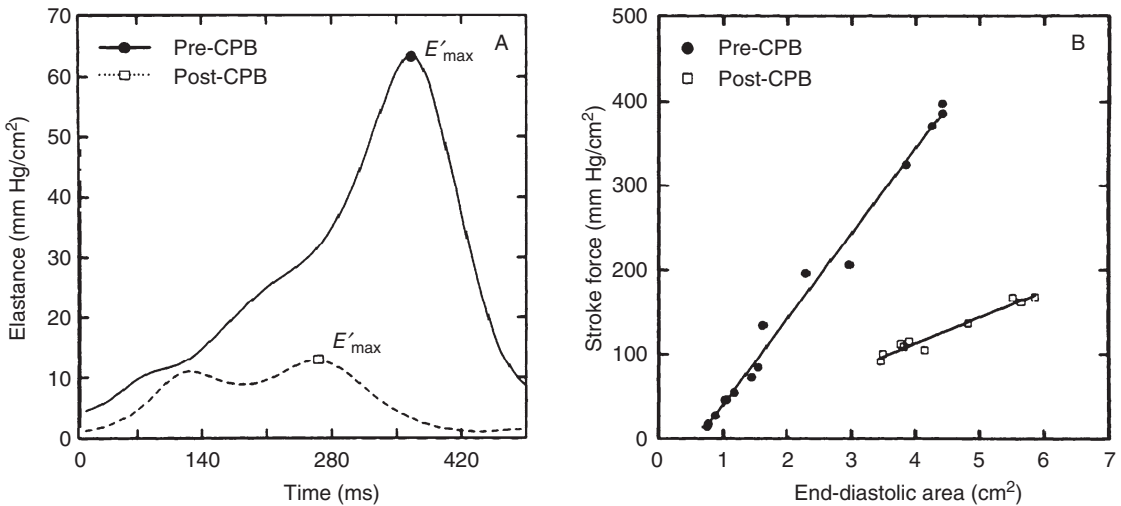 70
60
50
40
30
20
10
0
Elastance (mm Hg/cm²)
Pre-CPB
Post-CPB
E′max
A
E′max
0 140 280 420
Time (ms)
500
400
300
200
100
0
Stroke force (mm Hg/cm²)
Pre-CPB
Post-CPB
B
0 1 2 3 4 5 6 7
End-diastolic area (cm²)